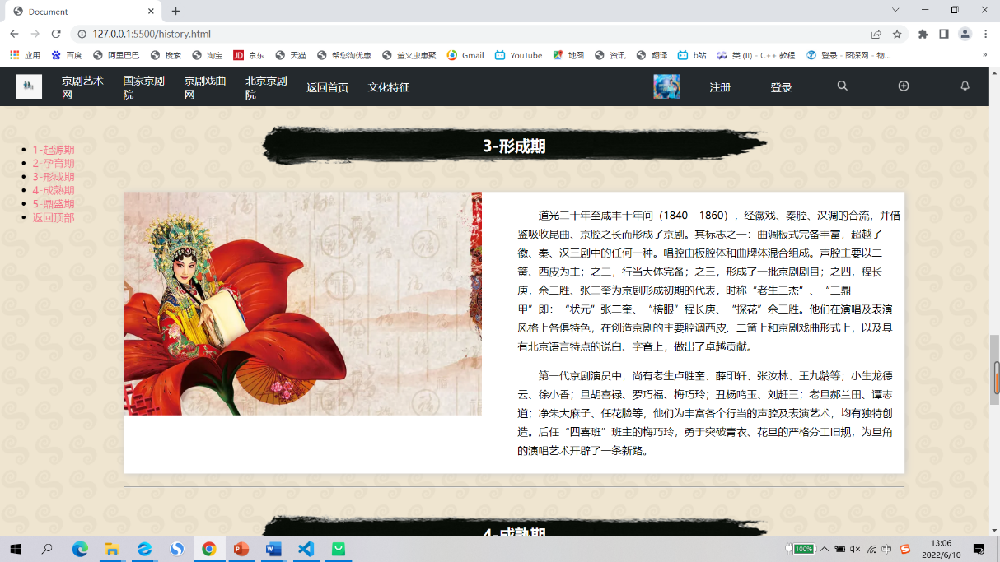 Document
127.0.0.1:5500/history.html
应用 百度 阿里巴巴 搜索 淘宝 京东 天猫 帮您淘优惠 萤火虫惠聚 Gmail YouTube 地图 资讯 翻译 b站 类 (II) - C++ 教程 登录 - 图深网 - 物... »
京剧艺术网
国家京剧院
京剧戏曲网
北京京剧院
返回首页
文化特征
注册
登录
1-起源期
2-孕育期
3-形成期
4-成熟期
5-鼎盛期
返回顶部
3-形成期
道光二十年至咸丰十年间（1840—1860），经徽戏、秦腔、汉调的合流，并借
鉴吸收昆曲、京腔之长而形成了京剧。其标志之一：曲调板式完备丰富，超越了
徽、秦、汉三剧中的任何一种。唱腔由板腔体和曲牌体混合组成。声腔主要以二
簧、西皮为主；之二，行当大体完备；之三，形成了一批京剧剧目；之四，程长
庚，余三胜、张二奎为京剧形成初期的代表，时称“老生三杰”、“三鼎
甲”即：“状元”张二奎、“榜眼”程长庚、“探花”余三胜。他们在演唱及表演
风格上各俱特色，在创造京剧的主要腔调西皮、二簧上和京剧戏曲形式上，以及具
有北京语言特点的说白、字音上，做出了卓越贡献。
第一代京剧演员中，尚有老生卢胜奎、薛印轩、张汝林、王九龄等；小生龙德
云、徐小香；旦胡喜禄、罗巧福、梅巧玲；丑杨鸣玉、刘赶三；老旦郝兰田、谭志
道；净朱大麻子、任花脸等，他们为丰富各个行当的声腔及表演艺术，均有独特创
造。后任“四喜班”班主的梅巧玲，勇于突破青衣、花旦的严格分工旧规，为旦角
的演唱艺术开辟了一条新路。
4-成熟期
100%
13:06
2022/6/10